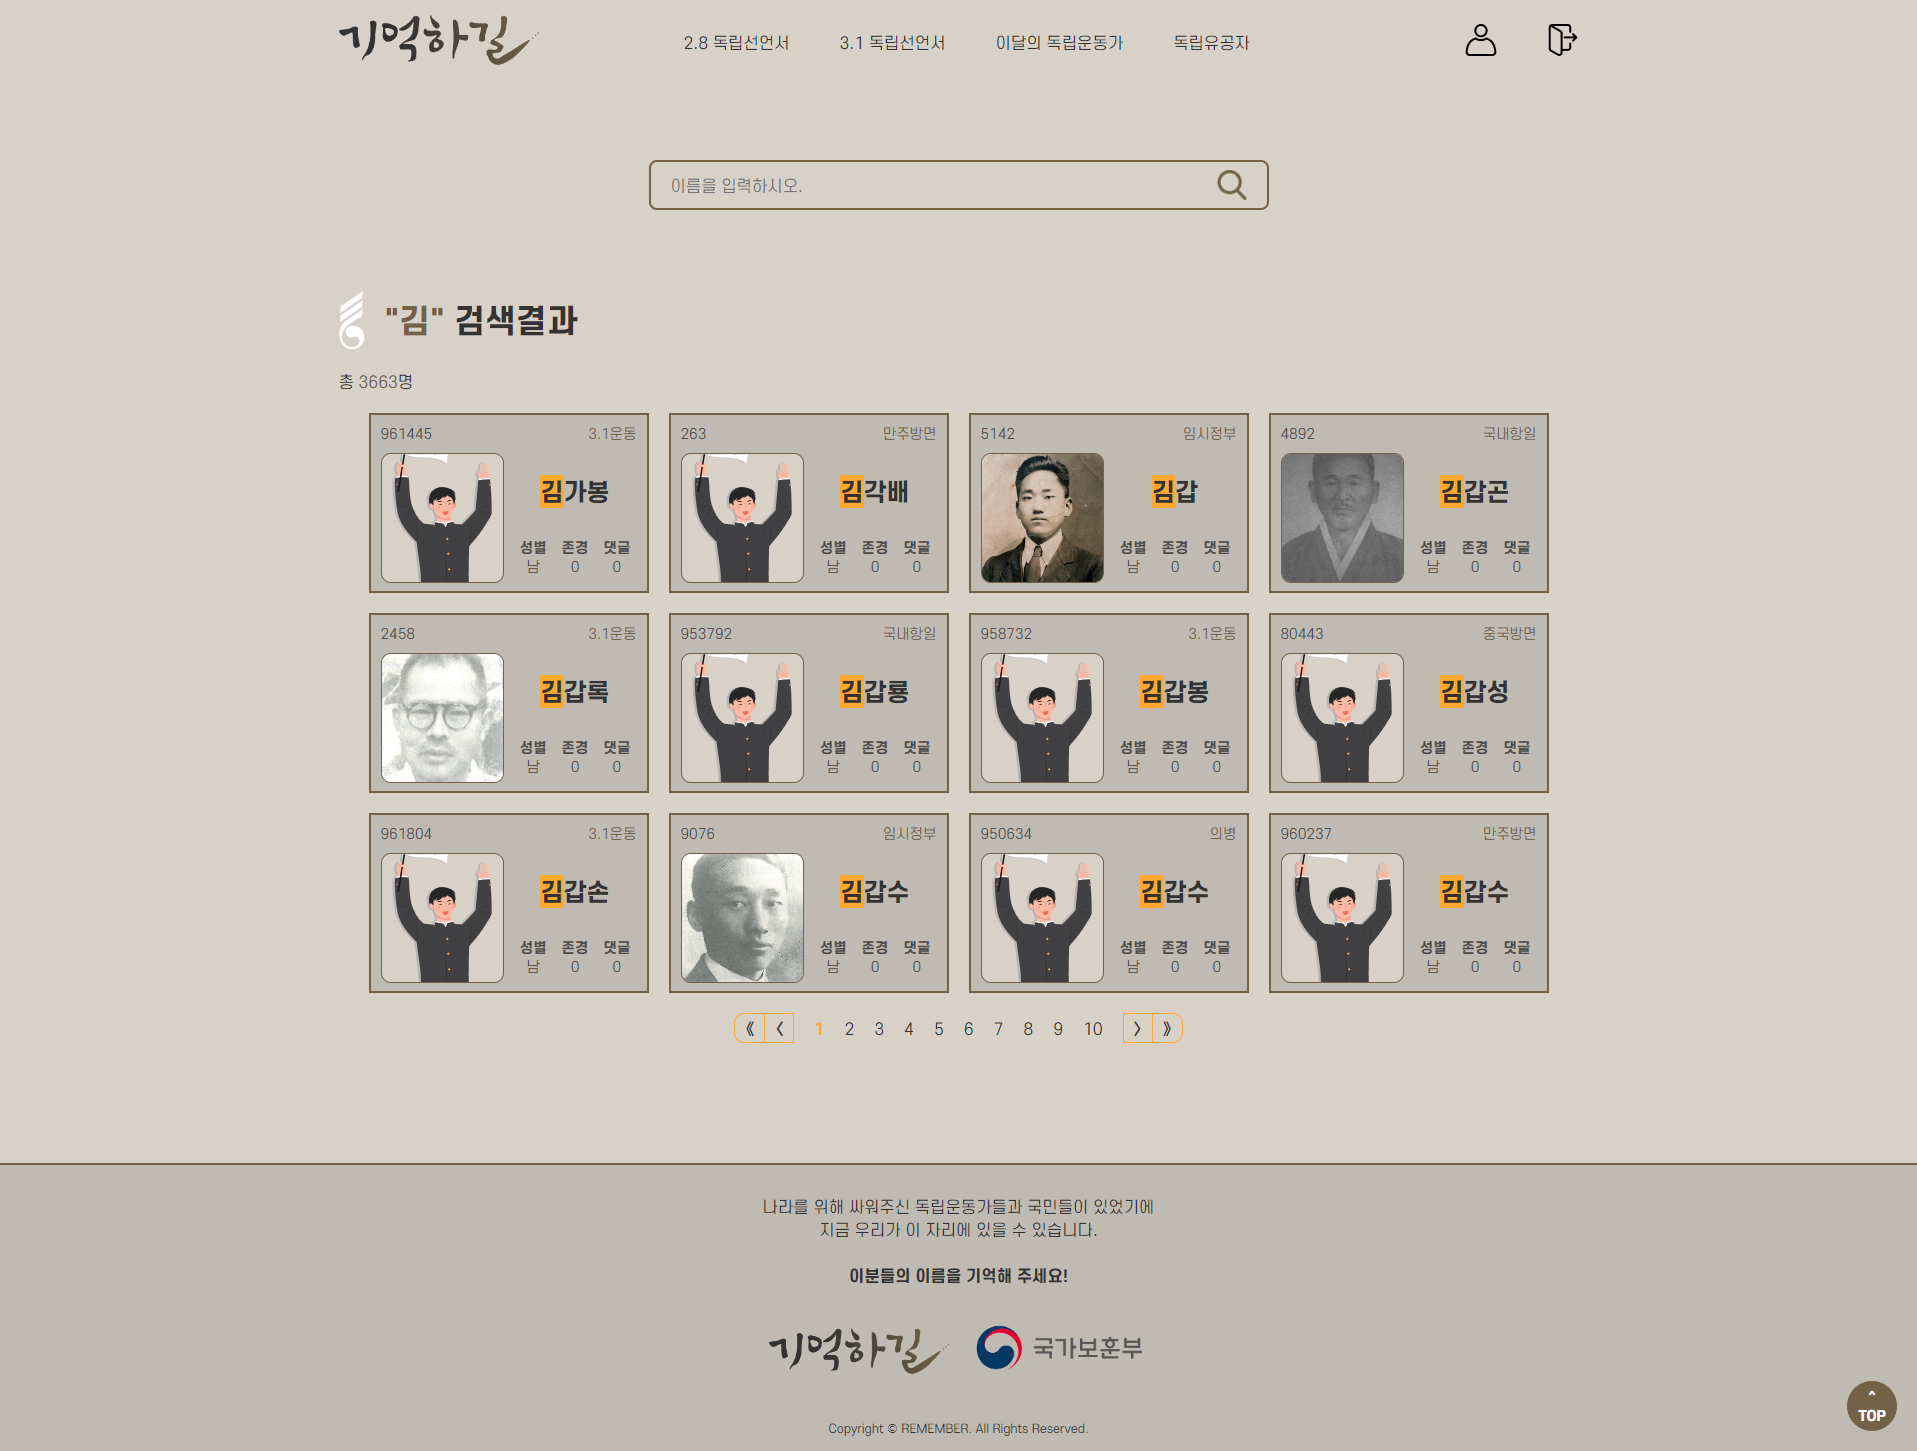 기억하길
2.8 독립선언서 3.1 독립선언서 이달의 독립운동가 독립유공자
이름을 입력하시오.
"김" 검색결과
총 3663명
961445 3.1운동
김가봉
성별 존경 댓글
남 0 0
263 만주방면
김각배
성별 존경 댓글
남 0 0
5142 임시정부
김갑
성별 존경 댓글
남 0 0
4892 국내항일
김갑곤
성별 존경 댓글
남 0 0
2458 3.1운동
김갑록
성별 존경 댓글
남 0 0
953792 국내항일
김갑룡
성별 존경 댓글
남 0 0
958732 3.1운동
김갑봉
성별 존경 댓글
남 0 0
80443 중국방면
김갑성
성별 존경 댓글
남 0 0
961804 3.1운동
김갑손
성별 존경 댓글
남 0 0
9076 임시정부
김갑수
성별 존경 댓글
남 0 0
950634 의병
김갑수
성별 존경 댓글
남 0 0
960237 만주방면
김갑수
성별 존경 댓글
남 0 0
《 〈 1 2 3 4 5 6 7 8 9 10 〉 》
나라를 위해 싸워주신 독립운동가들과 국민들이 있었기에
지금 우리가 이 자리에 있을 수 있습니다.
이분들의 이름을 기억해 주세요!
기억하길 국가보훈부
TOP
Copyright © REMEMBER. All Rights Reserved.